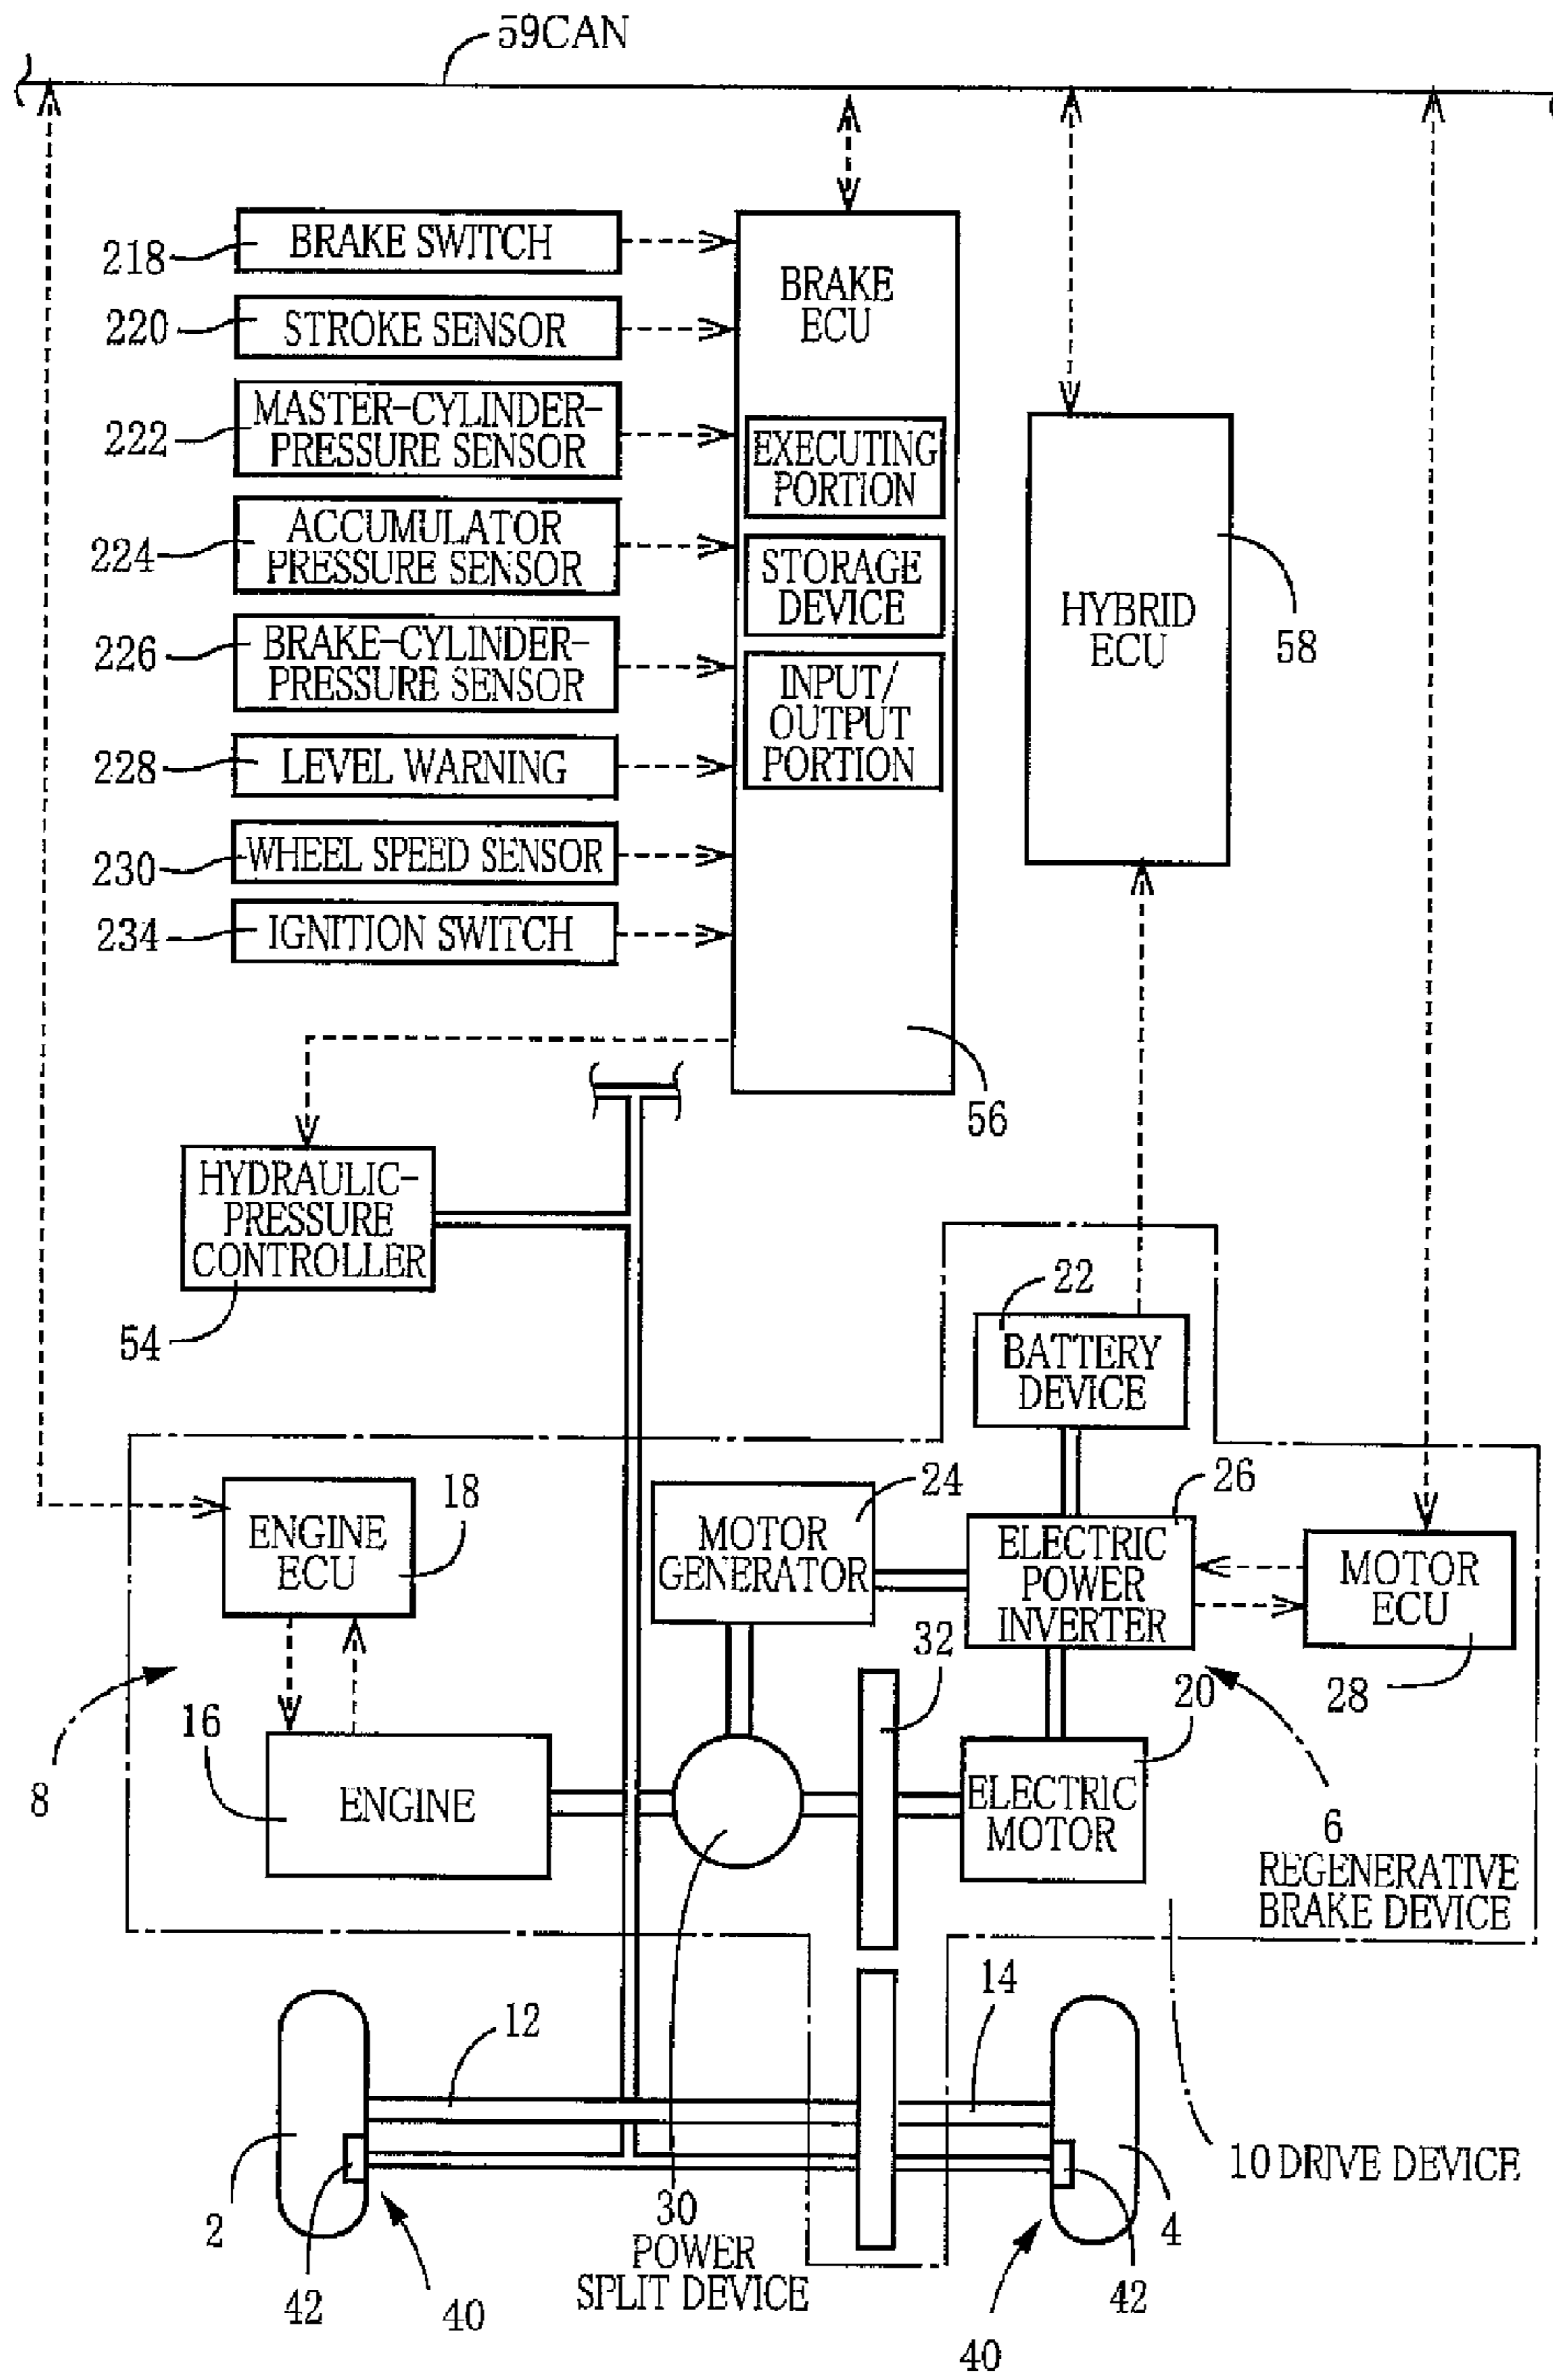 59CAN
218
BRAKE SWITCH
220
STROKE SENSOR
222
MASTER-CYLINDER-
PRESSURE SENSOR
224
ACCUMULATOR
PRESSURE SENSOR
226
BRAKE-CYLINDER-
PRESSURE SENSOR
228
LEVEL WARNING
230
WHEEL SPEED SENSOR
234
IGNITION SWITCH
BRAKE
ECU
EXECUTING
PORTION
STORAGE
DEVICE
INPUT/
OUTPUT
PORTION
56
HYBRID
ECU
58
HYDRAULIC-
PRESSURE
CONTROLLER
54
22
BATTERY
DEVICE
18
ENGINE
ECU
24
MOTOR
GENERATOR
26
ELECTRIC
POWER
INVERTER
MOTOR
ECU
28
8
16
ENGINE
32
20
ELECTRIC
MOTOR
6
REGENERATIVE
BRAKE DEVICE
12
14
10 DRIVE DEVICE
2
42
40
30
POWER
SPLIT DEVICE
40
42
4